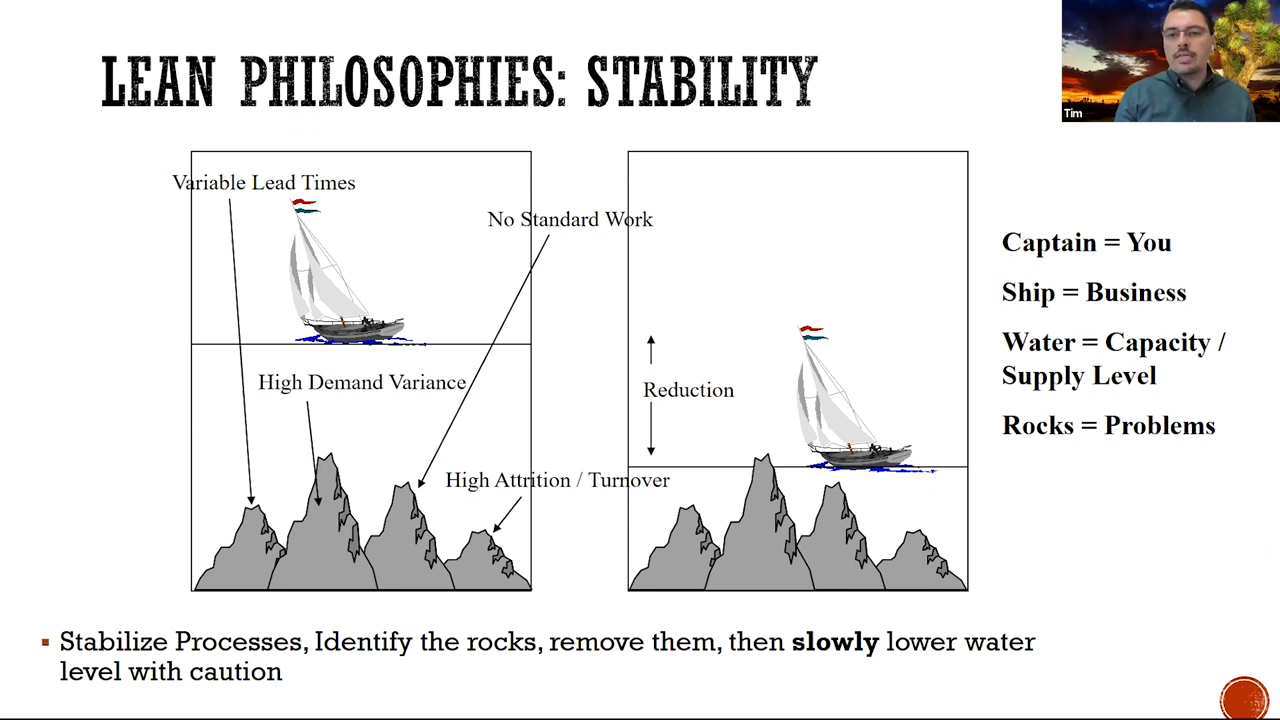 LEAN PHILOSOPHIES: STABILITY
Tim
Variable Lead Times
No Standard Work
High Demand Variance
High Attrition / Turnover
Reduction
Captain = You
Ship = Business
Water = Capacity /
Supply Level
Rocks = Problems
Stabilize Processes, Identify the rocks, remove them, then slowly lower water
level with caution